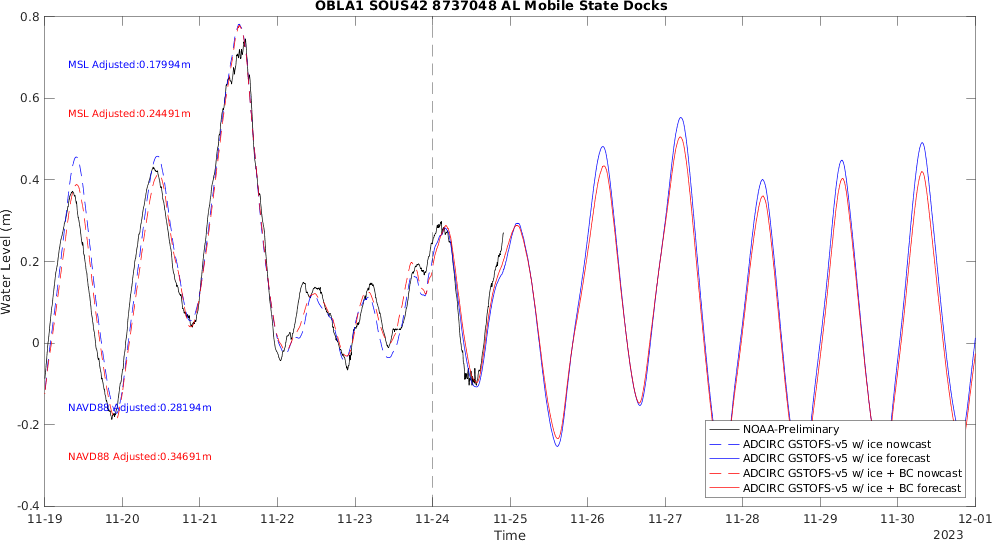 OBLA1 SOUS42 8737048 AL Mobile State Docks
Water Level (m)
0.8
0.6
0.4
0.2
0
-0.2
-0.4
MSL Adjusted:0.17994m
MSL Adjusted:0.24491m
NAVD88 Adjusted:0.28194m
NAVD88 Adjusted:0.34691m
NOAA-Preliminary
ADCIRC GSTOFS-v5 w/ ice nowcast
ADCIRC GSTOFS-v5 w/ ice forecast
ADCIRC GSTOFS-v5 w/ ice + BC nowcast
ADCIRC GSTOFS-v5 w/ ice + BC forecast
11-19 11-20 11-21 11-22 11-23 11-24 11-25 11-26 11-27 11-28 11-29 11-30 12-01
Time
2023